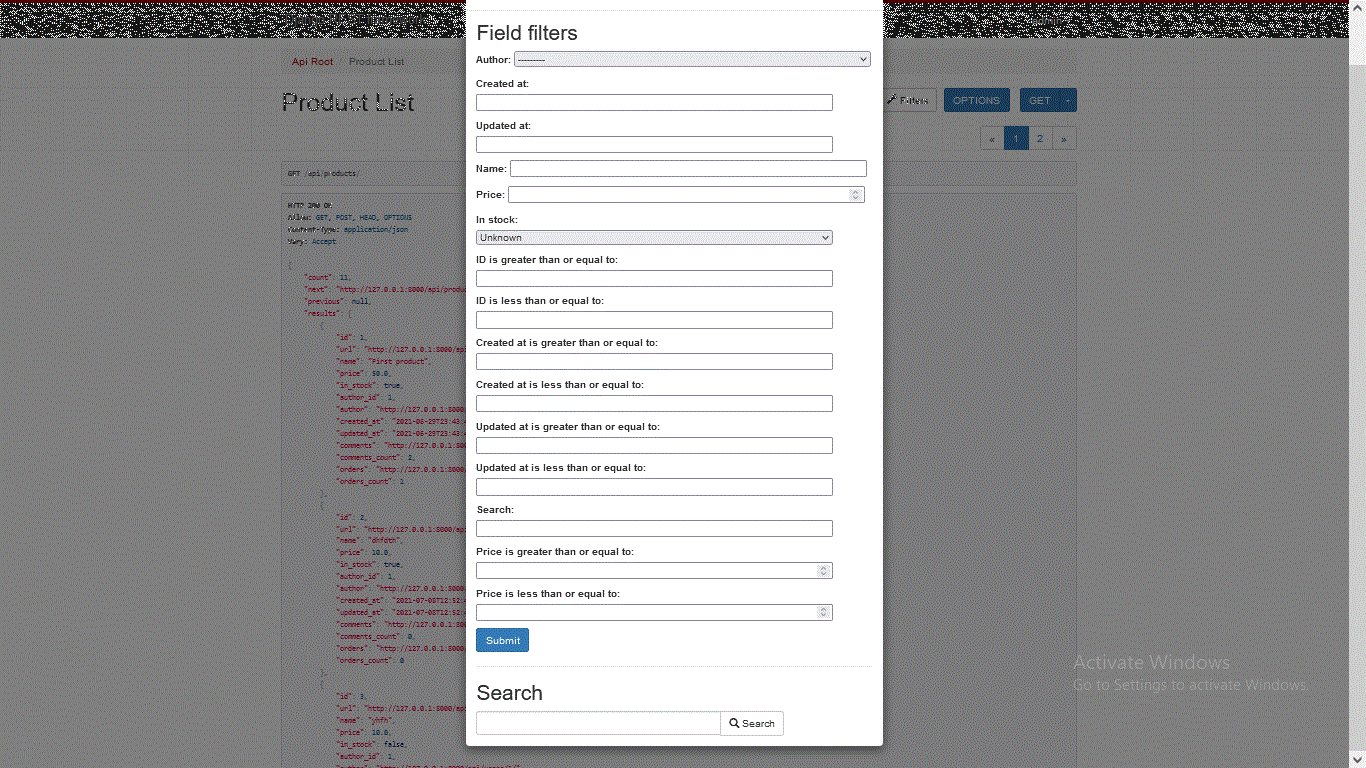 Field filters
Author: ---------
Created at:
Updated at:
Name:
Price:
In stock:
Unknown
ID is greater than or equal to:
ID is less than or equal to:
Created at is greater than or equal to:
Created at is less than or equal to:
Updated at is greater than or equal to:
Updated at is less than or equal to:
Search:
Price is greater than or equal to:
Price is less than or equal to:
Submit
Search
Search
Api Root / Product List
Product List
Filters OPTIONS GET
« 1 2 »
GET /api/products/
HTTP 200 OK
Allow: GET, POST, HEAD, OPTIONS
Content-Type: application/json
Vary: Accept
{
"count": 11,
"next": "http://127.0.0.1:8000/api/produc
"previous": null,
"results": [
{
"id": 1,
"url": "http://127.0.0.1:8000/api
"name": "First product",
"price": 50.0,
"in_stock": true,
"author_id": 1,
"author": "http://127.0.0.1:8000/
"created_at": "2021-06-29T23:43:
"updated_at": "2021-06-29T23:43:
"comments": "http://127.0.0.1:800
"comments_count": 2,
"orders": "http://127.0.0.1:8000/
"orders_count": 1
},
{
"id": 2,
"url": "http://127.0.0.1:8000/api
"name": "dhfdth",
"price": 10.0,
"in_stock": true,
"author_id": 1,
"author": "http://127.0.0.1:8000/
"created_at": "2021-07-08T12:52:
"updated_at": "2021-07-08T12:52:
"comments": "http://127.0.0.1:800
"comments_count": 0,
"orders": "http://127.0.0.1:8000/
"orders_count": 0
},
{
"id": 3,
"url": "http://127.0.0.1:8000/api
"name": "yhfh",
"price": 10.0,
"in_stock": false,
"author_id": 1,
Activate Windows
Go to Settings to activate Windows.